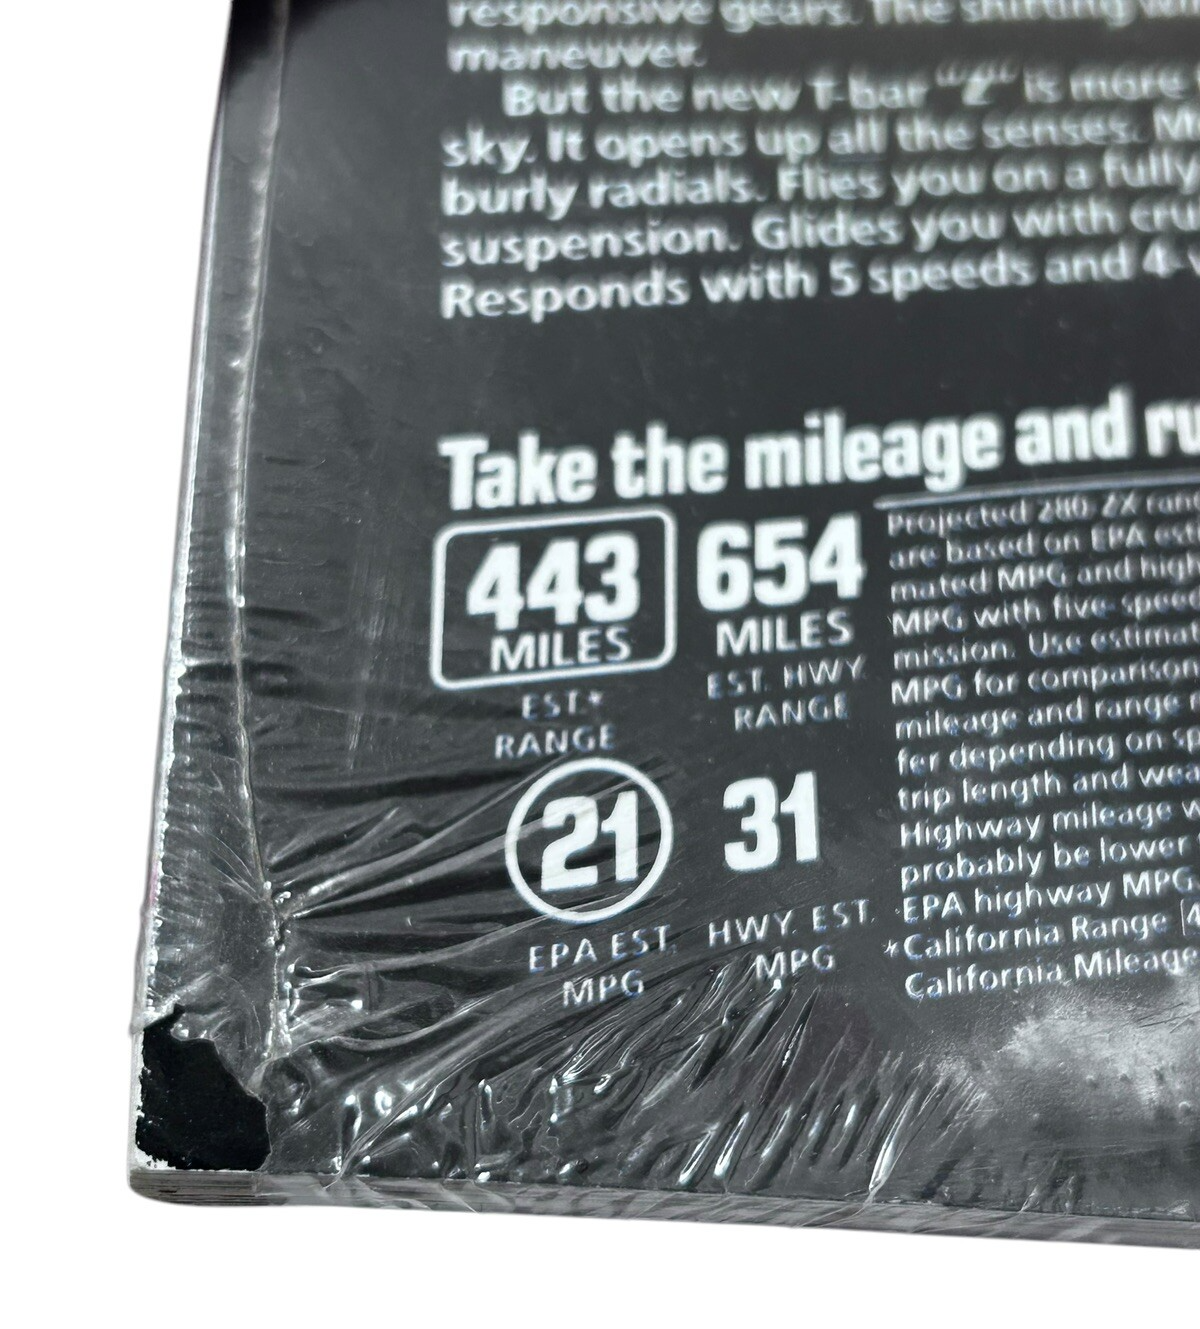 responsive gears. The shifting
maneuver.
But the new T-bar "Z" is more
sky. It opens up all the senses.
burly radials. Flies you on a fully
suspension. Glides you with
Responds with 5 speeds and 4-
Take the mileage and
443 654
MILES MILES
EST.* EST. HWY.
RANGE RANGE
21 31
EPA EST. HWY. EST.
MPG MPG
Projected 280-ZX
are based on EPA
MPG and
MPG with
mission. Use
MPG for comparison
mileage and range
fer depending on
trip length and
Highway mileage
probably be lower
EPA highway MPG
*California Range
California Mileage